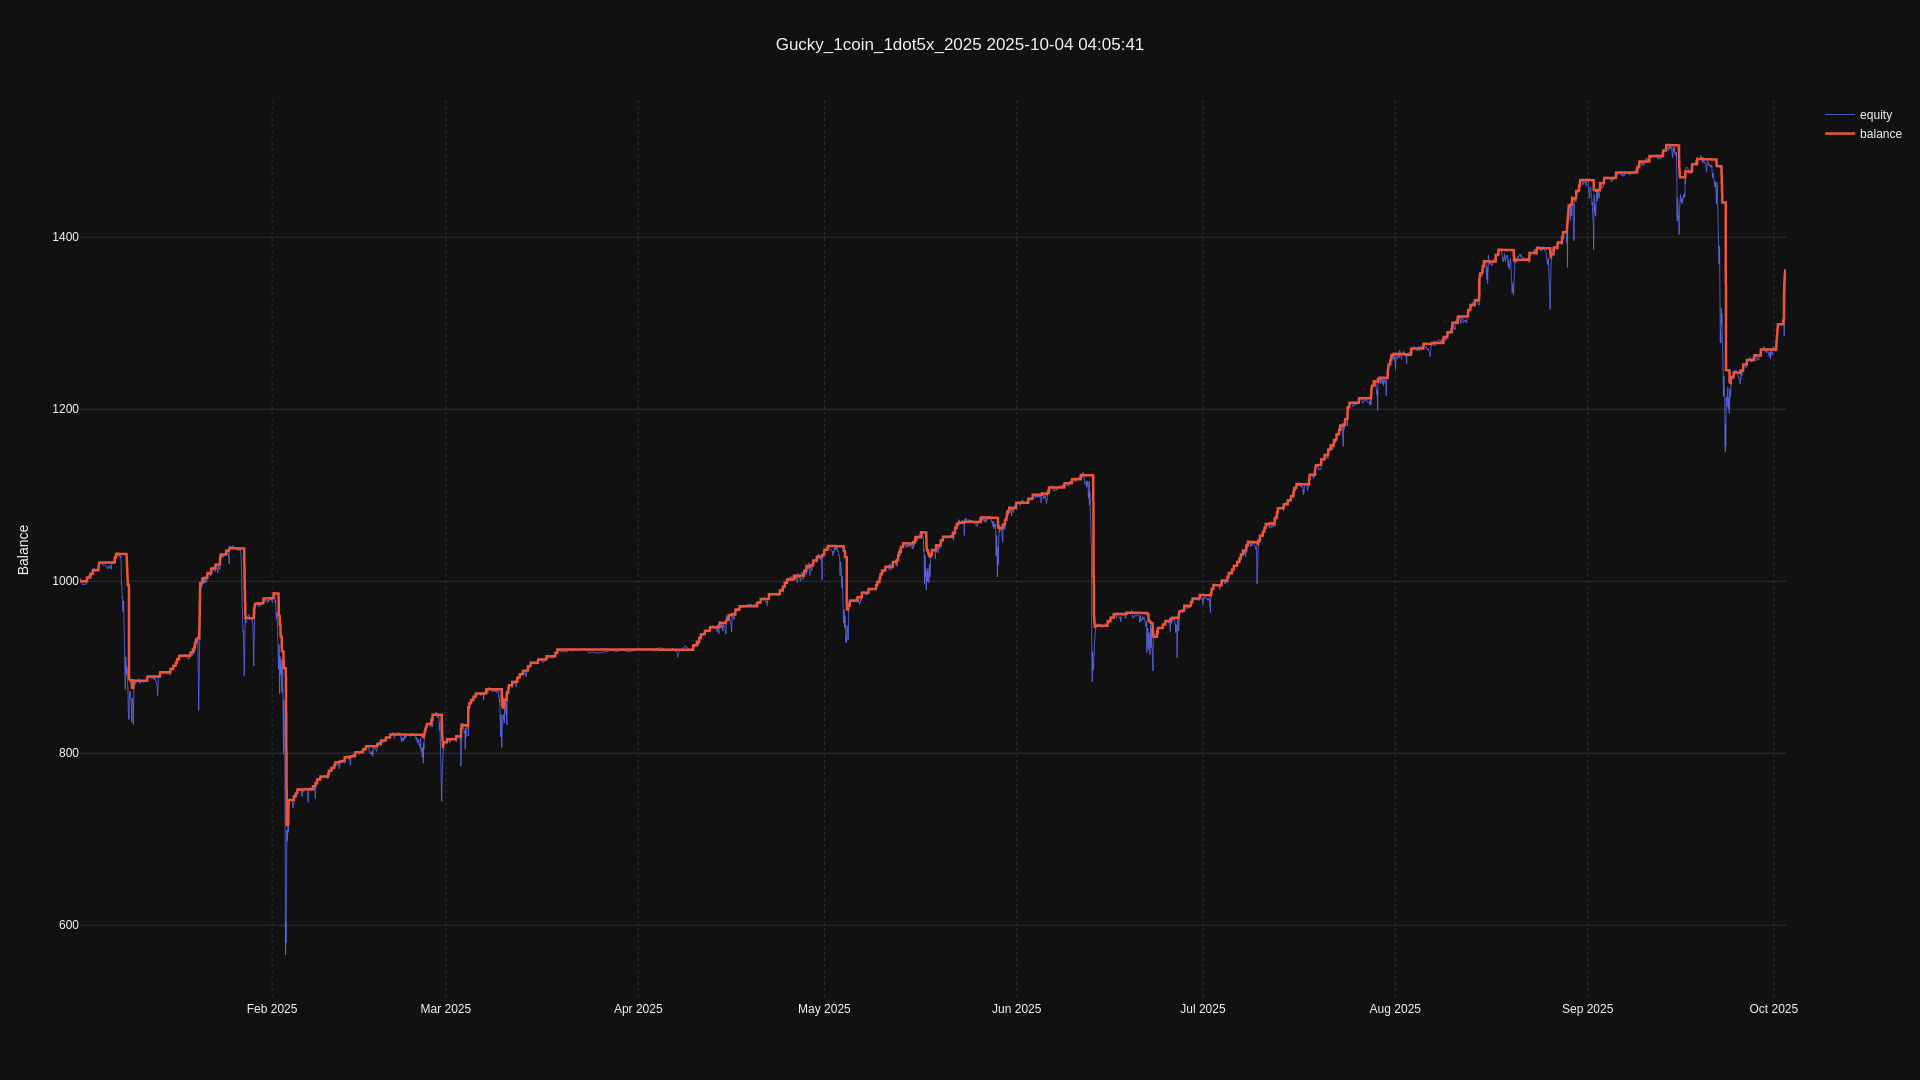 Gucky_1coin_1dot5x_2025 2025-10-04 04:05:41
equity
balance
Balance
1400
1200
1000
800
600
Feb 2025
Mar 2025
Apr 2025
May 2025
Jun 2025
Jul 2025
Aug 2025
Sep 2025
Oct 2025